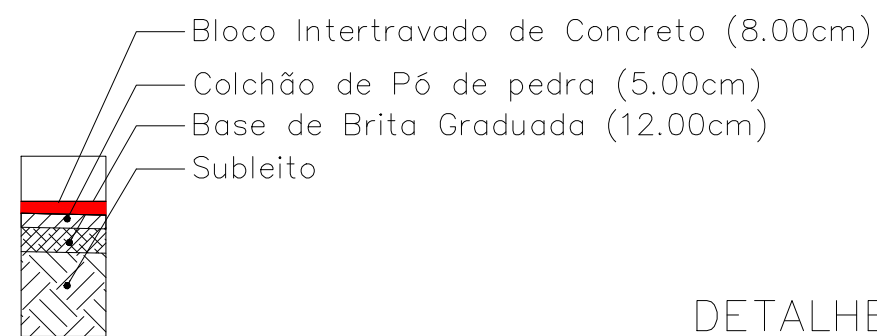 Bloco Intertravado de Concreto (8.00cm)
Colchão de Pó de pedra (5.00cm)
Base de Brita Graduada (12.00cm)
Subleito
DETALHE